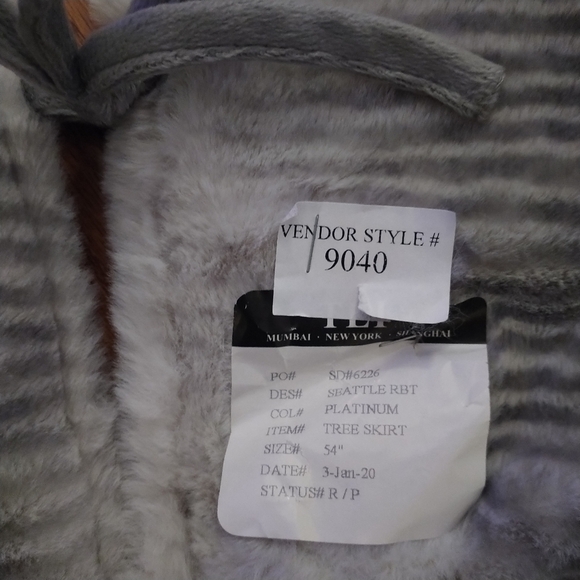 VENDOR STYLE #
9040
MUMBAI · NEW YORK · SHANGHAI
PO# SD#6226
DES# SEATTLE RBT
COL# PLATINUM
ITEM# TREE SKIRT
SIZE# 54"
DATE# 3-Jan-20
STATUS# R / P